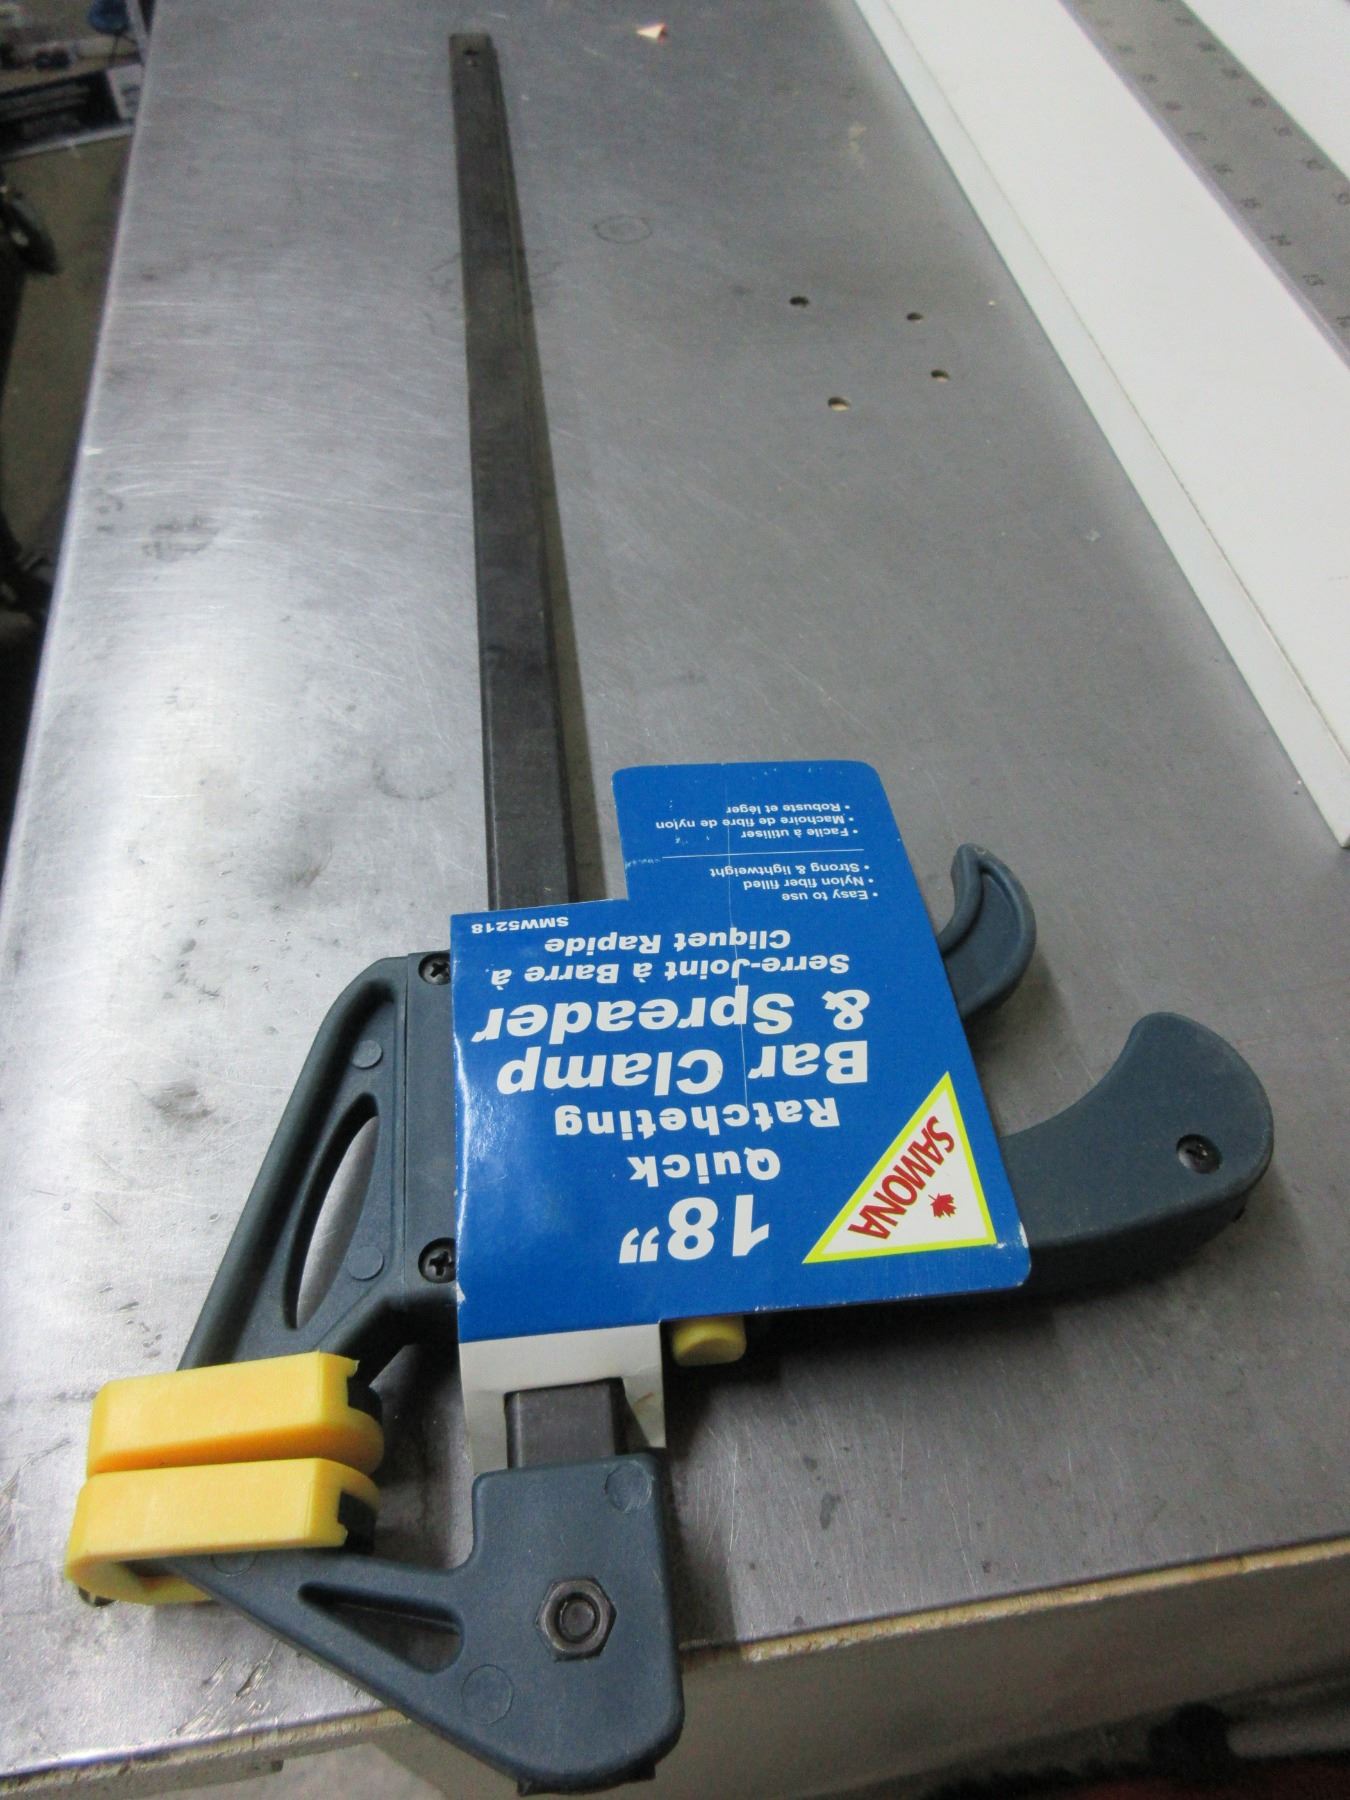 SAMONA
18”
Quick
Ratcheting
Bar Clamp
& Spreader
Serre-Joint à Barre à
Cliquet Rapide
SMW5218
• Easy to use
• Nylon fiber filled
• Strong & lightweight
• Facile à utiliser
• Machoire de fibre de nylon
• Robuste et léger